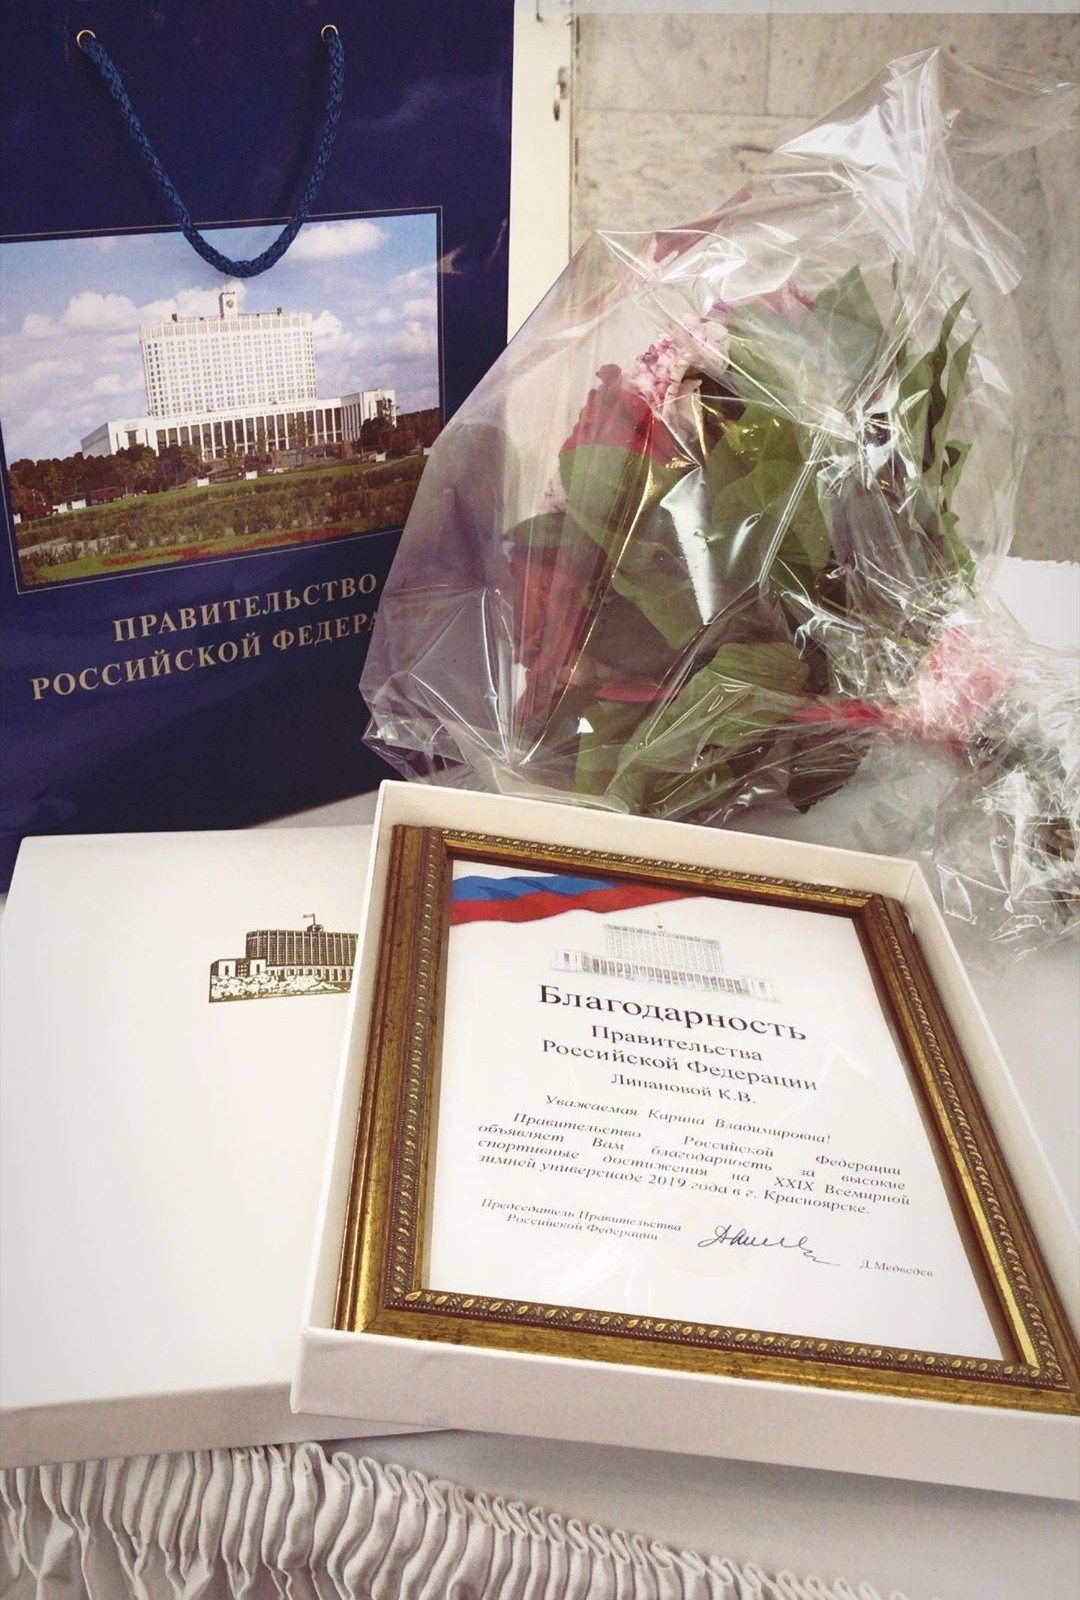 ПРАВИТЕЛЬСТВО
РОССИЙСКОЙ ФЕДЕРА
Благодарность
Правительства
Российской Федерации
Липановой К.В.
Уважаемая Карина Владимировна!
Правительство Российской Федерации
объявляет Вам благодарность за высокие
спортивные достижения на XXIX Всемирной
зимней универсиаде 2019 года в г. Красноярске.
Председатель Правительства
Российской Федерации
Д.Медведев